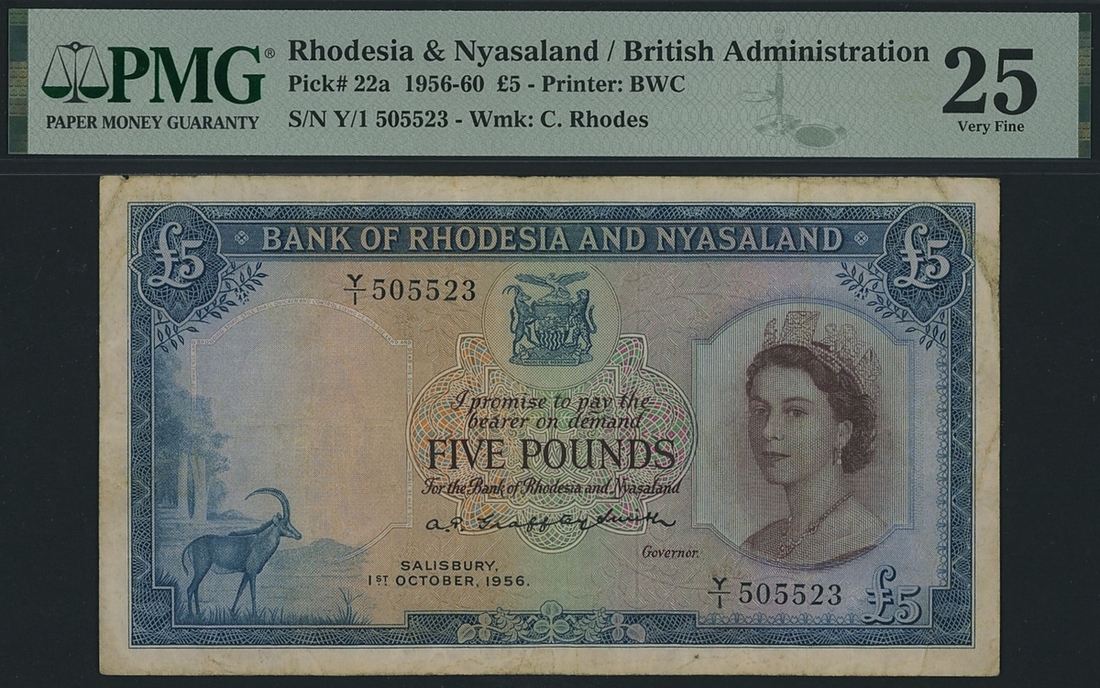 PMG®
PAPER MONEY GUARANTY
Rhodesia & Nyasaland / British Administration
Pick# 22a 1956-60 £5 - Printer: BWC
S/N Y/1 505523 - Wmk: C. Rhodes
25
Very Fine
£5
BANK OF RHODESIA AND NYASALAND
£5
Y/1 505523
I promise to pay the
bearer on demand
FIVE POUNDS
For the Bank of Rhodesia and Nyasaland
Governor.
SALISBURY,
1ST OCTOBER, 1956.
Y/1 505523
£5